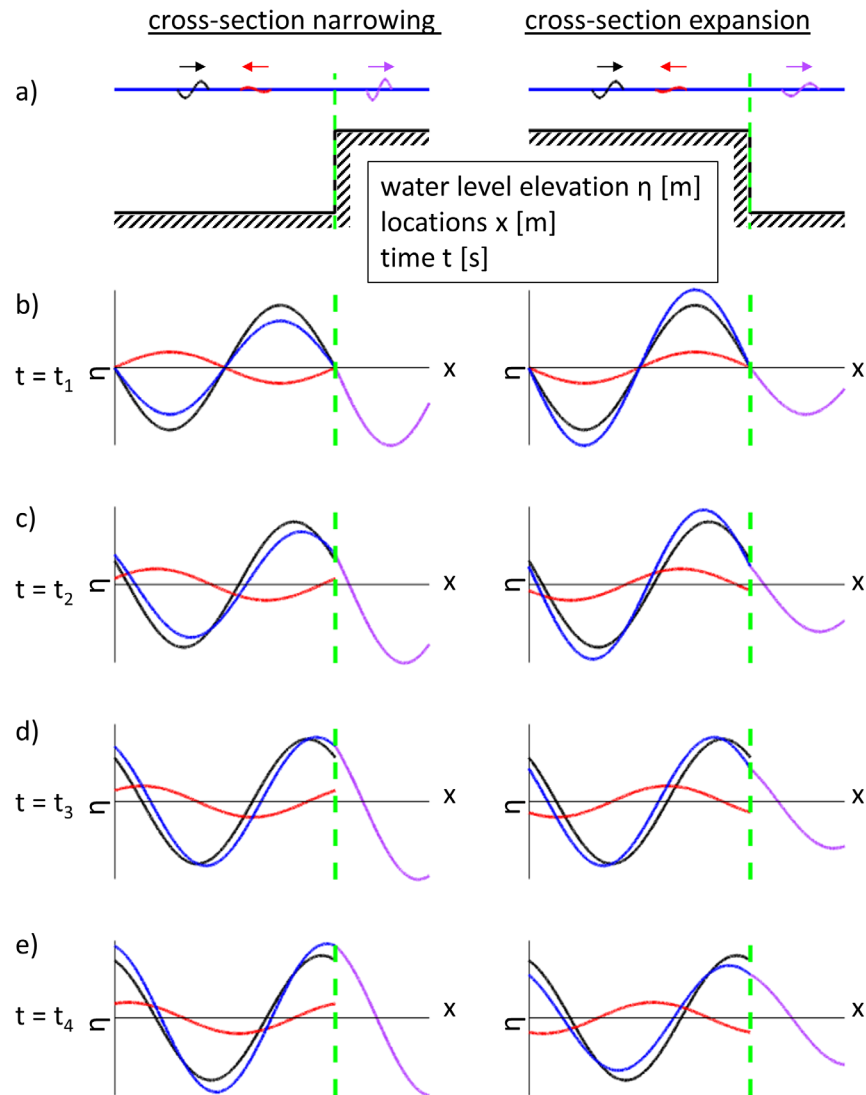 cross-section narrowing
cross-section expansion
a)
water level elevation η [m]
locations x [m]
time t [s]
b)
t = t1
η
x
η
x
c)
t = t2
η
x
η
x
d)
t = t3
η
x
η
x
e)
t = t4
η
x
η
x